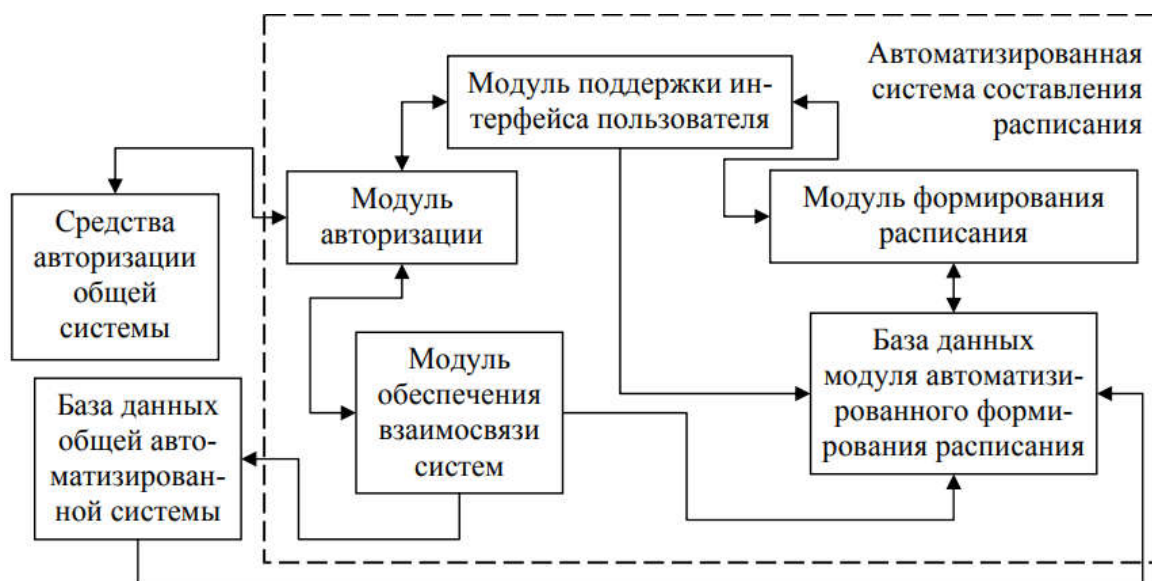 Автоматизированная
система составления
расписания
Модуль поддержки ин-
терфейса пользователя
Модуль
авторизации
Модуль формирования
расписания
Средства
авторизации
общей
системы
Модуль
обеспечения
взаимосвязи
систем
База данных
модуля автоматизи-
рованного форми-
рования расписания
База данных
общей авто-
матизирован-
ной системы